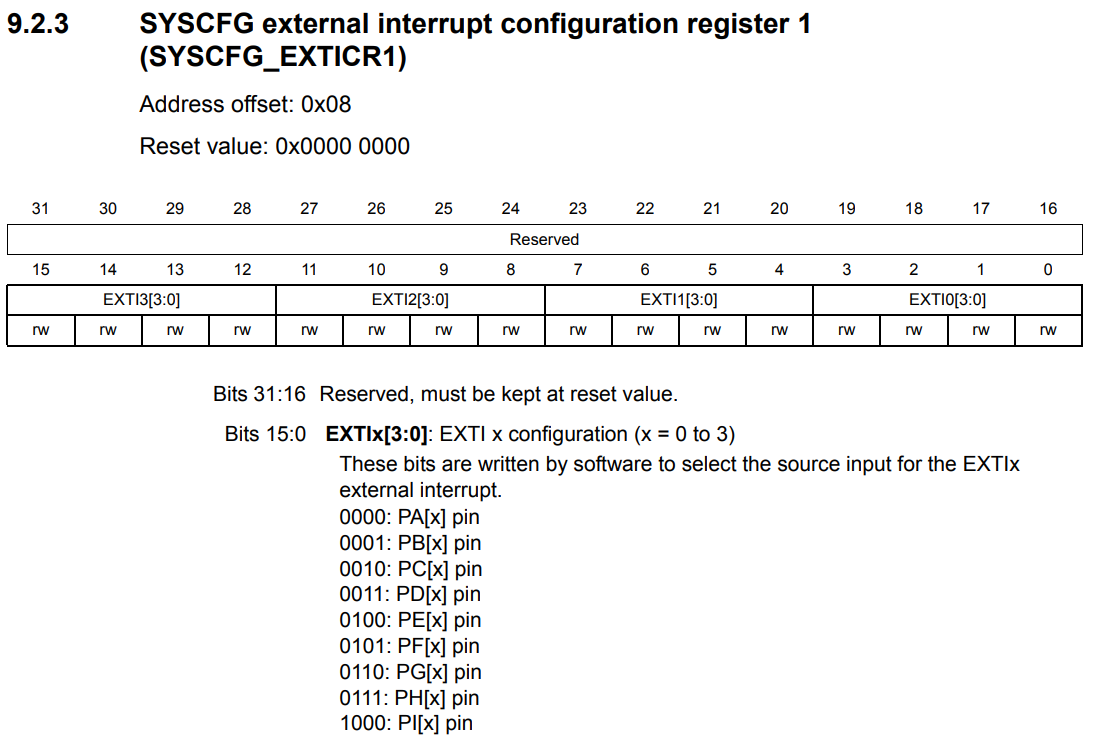 9.2.3 SYSCFG external interrupt configuration register 1
(SYSCFG_EXTICR1)
Address offset: 0x08
Reset value: 0x0000 0000
31 30 29 28 27 26 25 24 23 22 21 20 19 18 17 16
Reserved
15 14 13 12 11 10 9 8 7 6 5 4 3 2 1 0
EXTI3[3:0] EXTI2[3:0] EXTI1[3:0] EXTI0[3:0]
rw rw rw rw rw rw rw rw rw rw rw rw rw rw rw rw
Bits 31:16 Reserved, must be kept at reset value.
Bits 15:0 EXTIx[3:0]: EXTI x configuration (x = 0 to 3)
These bits are written by software to select the source input for the EXTIx
external interrupt.
0000: PA[x] pin
0001: PB[x] pin
0010: PC[x] pin
0011: PD[x] pin
0100: PE[x] pin
0101: PF[x] pin
0110: PG[x] pin
0111: PH[x] pin
1000: PI[x] pin